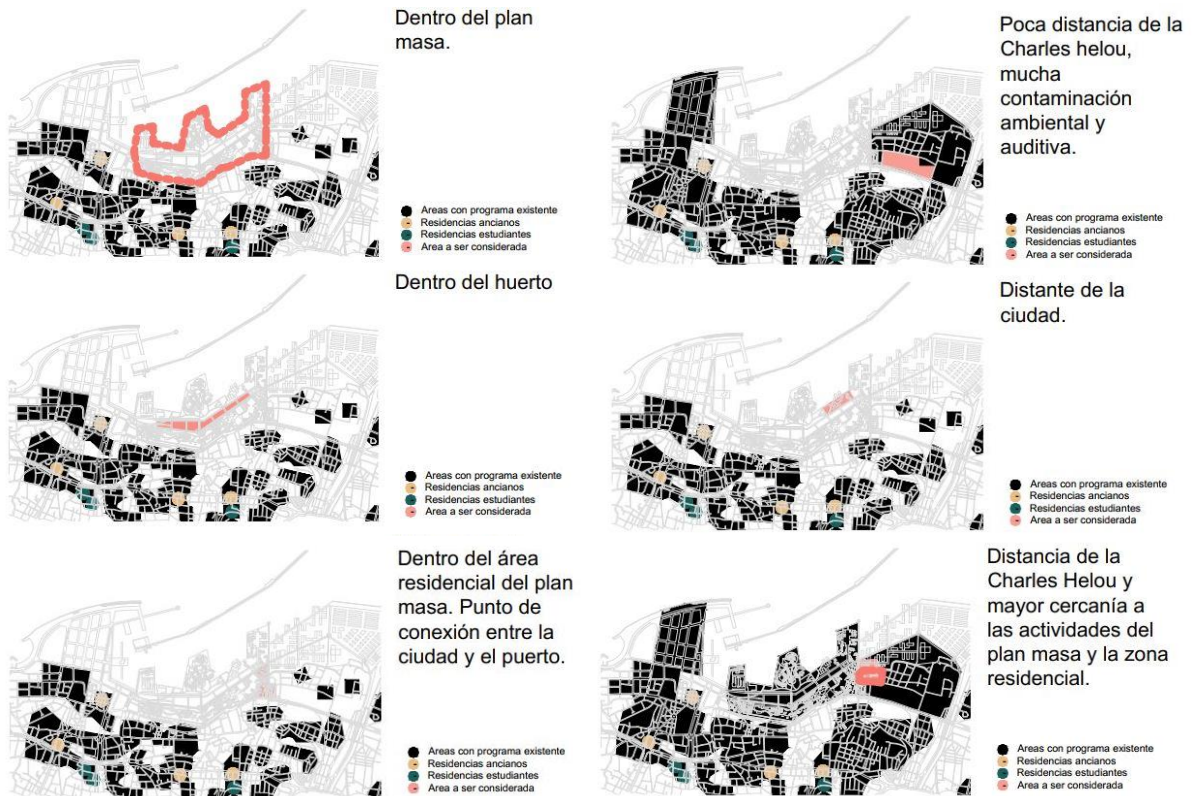 Dentro del plan
masa.
Areas con programa existente
Residencias ancianos
Residencias estudiantes
Area a ser considerada
Poca distancia de la
Charles helou,
mucha
contaminación
ambiental y
auditiva.
Areas con programa existente
Residencias ancianos
Residencias estudiantes
Area a ser considerada
Dentro del huerto
Areas con programa existente
Residencias ancianos
Residencias estudiantes
Area a ser considerada
Distante de la
ciudad.
Areas con programa existente
Residencias ancianos
Residencias estudiantes
Area a ser considerada
Dentro del área
residencial del plan
masa. Punto de
conexión entre la
ciudad y el puerto.
Areas con programa existente
Residencias ancianos
Residencias estudiantes
Area a ser considerada
Distancia de la
Charles Helou y
mayor cercanía a
las actividades del
plan masa y la zona
residencial.
Areas con programa existente
Residencias ancianos
Residencias estudiantes
Area a ser considerada